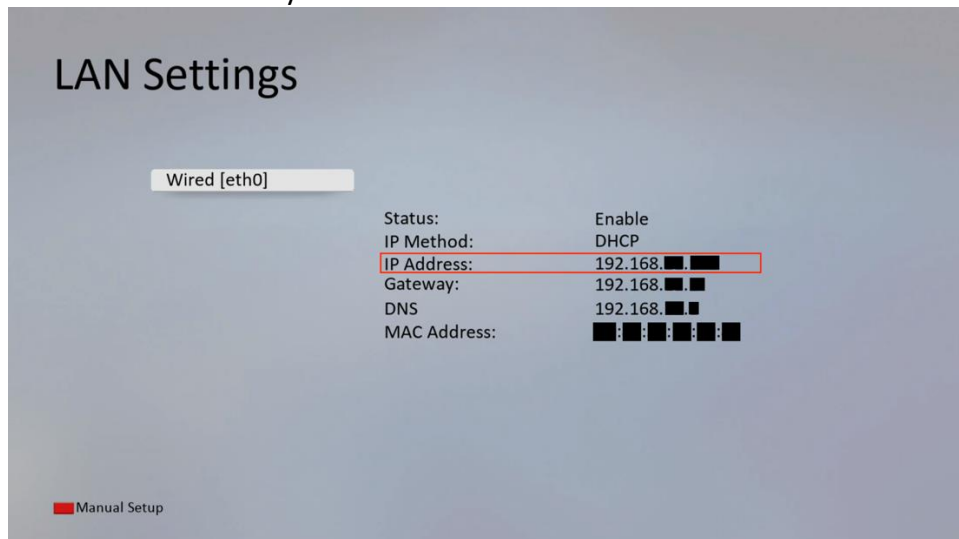 LAN Settings
Wired [eth0]
Status: Enable
IP Method: DHCP
IP Address: 192.168.
Gateway: 192.168.
DNS 192.168.
MAC Address:
Manual Setup